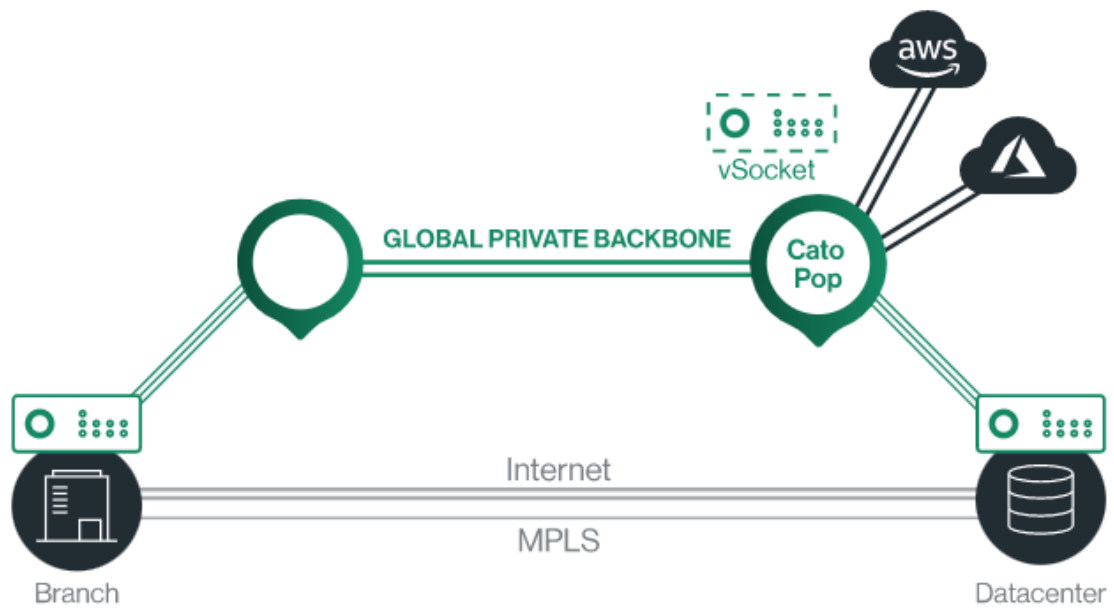 aws
vSocket
GLOBAL PRIVATE BACKBONE
Cato
Pop
Internet
MPLS
Branch
Datacenter